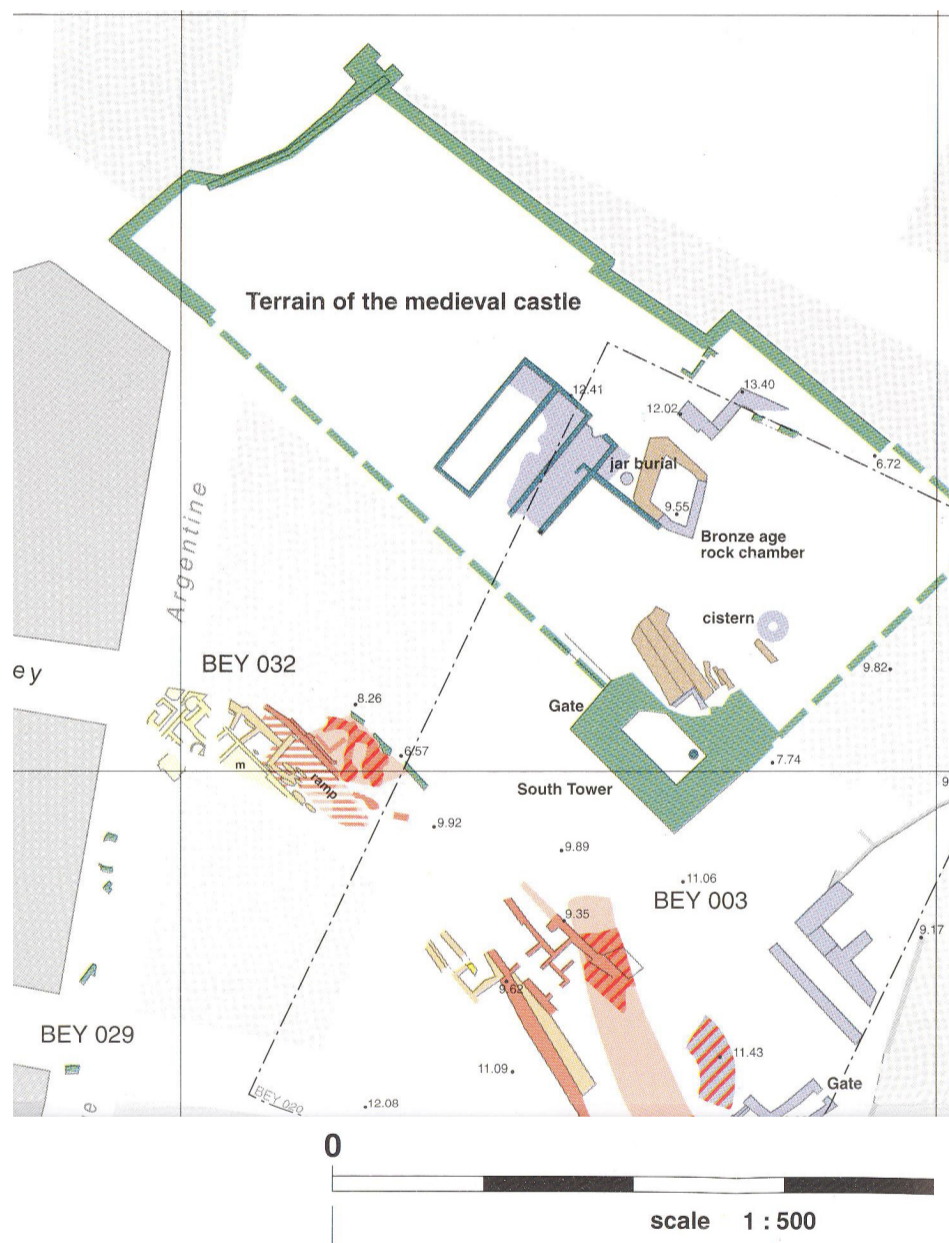 Terrain of the medieval castle
12.41
13.40
12.02
jar burial
6.72
9.55
Bronze age
rock chamber
Argentine
cistern
ey
BEY 032
9.82
8.26
Gate
6.57
m
ramp
7.74
South Tower
9
9.92
9.89
11.06
BEY 003
9.35
9.17
9.62
BEY 029
11.43
11.09
Gate
BEY 020
12.08
e
0
scale 1 : 500